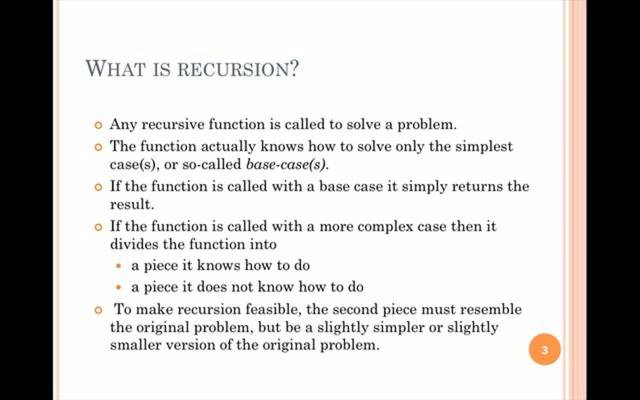 WHAT IS RECURSION?
Any recursive function is called to solve a problem.
The function actually knows how to solve only the simplest
case(s), or so-called base-case(s).
If the function is called with a base case it simply returns the
result.
If the function is called with a more complex case then it
divides the function into
a piece it knows how to do
a piece it does not know how to do
To make recursion feasible, the second piece must resemble
the original problem, but be a slightly simpler or slightly
smaller version of the original problem.
3